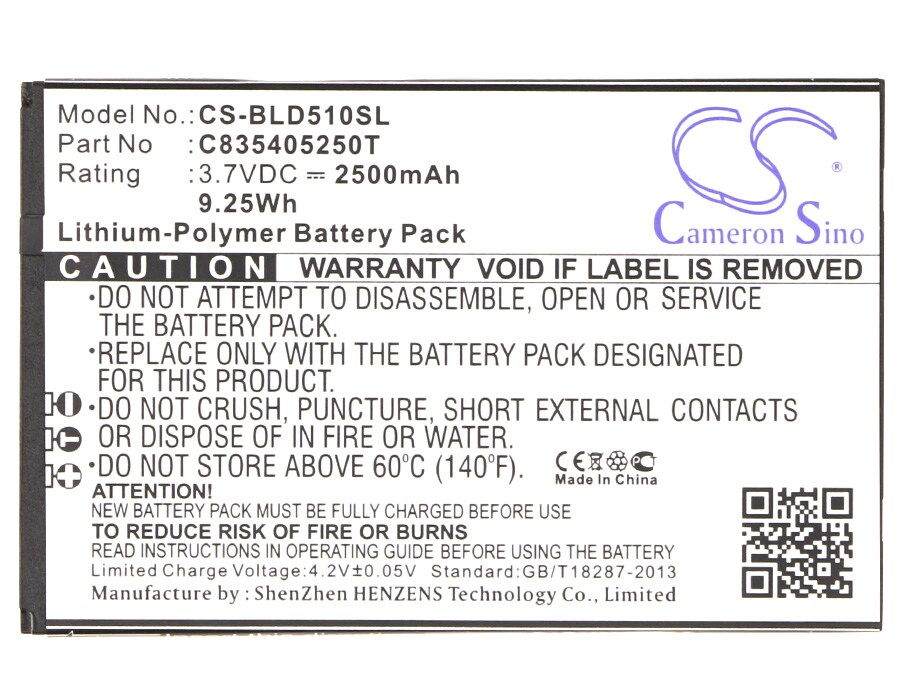 Model No.:CS-BLD510SL
Part No :C835405250T
Rating :3.7VDC ⎓ 2500mAh
9.25Wh
Lithium-Polymer Battery Pack
CS
®
Cameron Sino
CAUTION WARRANTY VOID IF LABEL IS REMOVED
•DO NOT ATTEMPT TO DISASSEMBLE, OPEN OR SERVICE
THE BATTERY PACK.
•REPLACE ONLY WITH THE BATTERY PACK DESIGNATED
FOR THIS PRODUCT.
•DO NOT CRUSH, PUNCTURE, SHORT EXTERNAL CONTACTS
OR DISPOSE OF IN FIRE OR WATER.
•DO NOT STORE ABOVE 60°C (140°F).
CE
Made In China
ATTENTION!
NEW BATTERY PACK MUST BE FULLY CHARGED BEFORE USE
TO REDUCE RISK OF FIRE OR BURNS
READ INSTRUCTIONS IN OPERATING GUIDE BEFORE USING THE BATTERY
Limited Charge Voltage:4.2V±0.05V Standard:GB/T18287-2013
Manufacturing by : ShenZhen HENZENS Technology Co., Limited